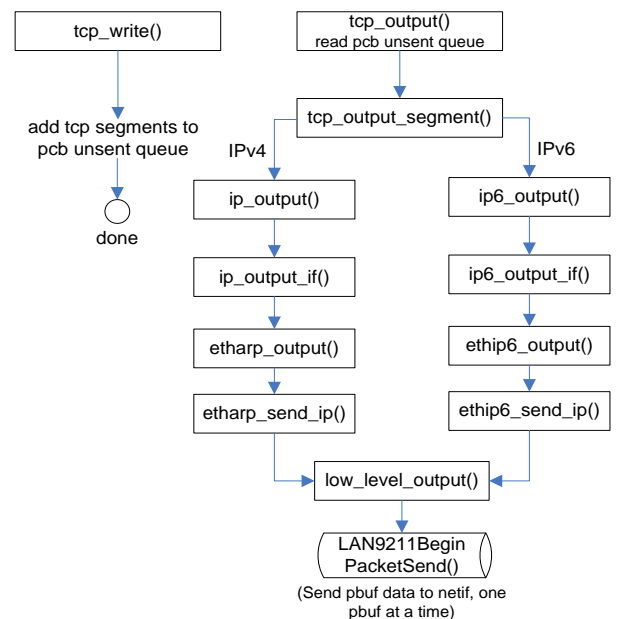 tcp_write()
add tcp segments to
pcb unsent queue
done
tcp_output()
read pcb unsent queue
tcp_output_segment()
IPv4
IPv6
ip_output()
ip6_output()
ip_output_if()
ip6_output_if()
etharp_output()
ethip6_output()
etharp_send_ip()
ethip6_send_ip()
low_level_output()
LAN9211Begin
PacketSend()
(Send pbuf data to netif, one
pbuf at a time)